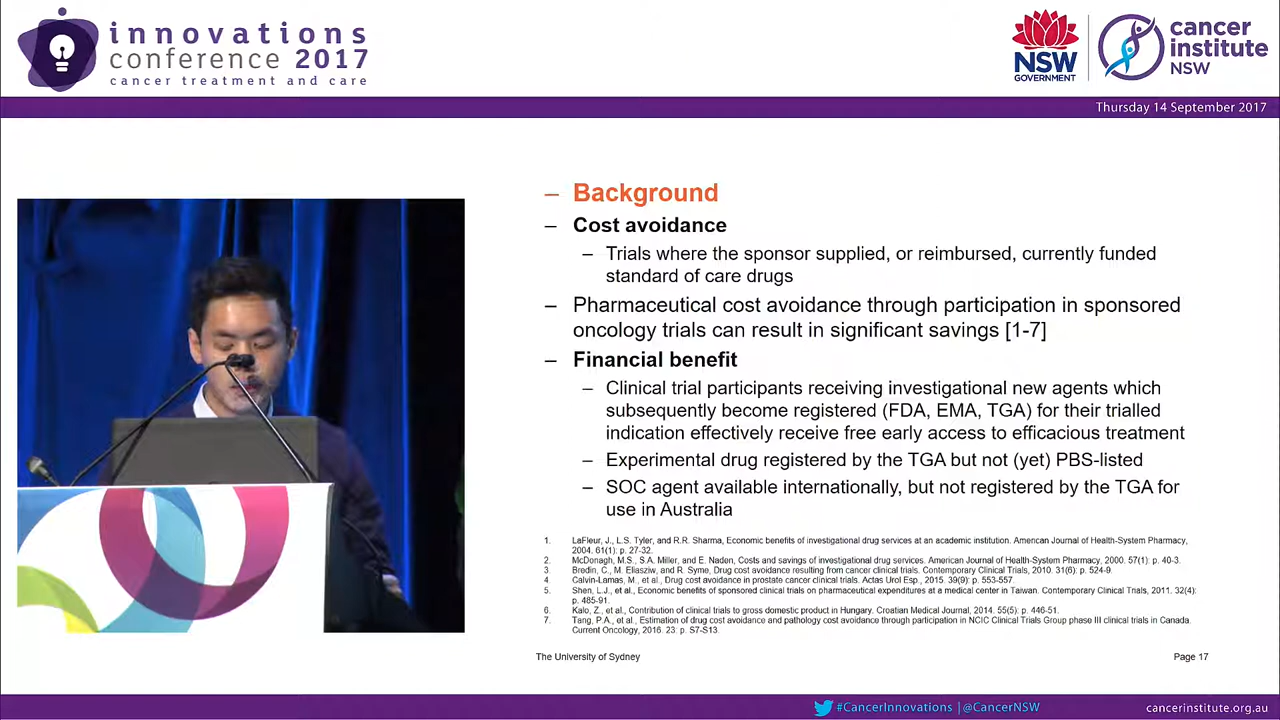 innovations
conference 2017
cancer treatment and care
NSW
GOVERNMENT
cancer
institute
NSW
Thursday 14 September 2017
– Background
– Cost avoidance
– Trials where the sponsor supplied, or reimbursed, currently funded
standard of care drugs
– Pharmaceutical cost avoidance through participation in sponsored
oncology trials can result in significant savings [1-7]
– Financial benefit
– Clinical trial participants receiving investigational new agents which
subsequently become registered (FDA, EMA, TGA) for their trialled
indication effectively receive free early access to efficacious treatment
– Experimental drug registered by the TGA but not (yet) PBS-listed
– SOC agent available internationally, but not registered by the TGA for
use in Australia
1. LaFleur, J., L.S. Tyler, and R.R. Sharma, Economic benefits of investigational drug services at an academic institution. American Journal of Health-System Pharmacy,
2004. 61(1): p. 27-32.
2. McDonagh, M.S., S.A. Miller, and E. Naden, Costs and savings of investigational drug services. American Journal of Health-System Pharmacy, 2000. 57(1): p. 40-3.
3. Bredin, C., M. Eliasziw, and R. Syme, Drug cost avoidance resulting from cancer clinical trials. Contemporary Clinical Trials, 2010. 31(6): p. 524-9.
4. Calvin-Lamas, M., et al., Drug cost avoidance in prostate cancer clinical trials. Actas Urol Esp., 2015. 39(9): p. 553-557.
5. Shen, L.J., et al., Economic benefits of sponsored clinical trials on pharmaceutical expenditures at a medical center in Taiwan. Contemporary Clinical Trials, 2011. 32(4):
p. 485-91.
6. Kalo, Z., et al., Contribution of clinical trials to gross domestic product in Hungary. Croatian Medical Journal, 2014. 55(5): p. 446-51.
7. Tang, P.A., et al., Estimation of drug cost avoidance and pathology cost avoidance through participation in NCIC Clinical Trials Group phase III clinical trials in Canada.
Current Oncology, 2016. 23: p. S7-S13.
The University of Sydney
Page 17
#CancerInnovations | @CancerNSW
cancerinstitute.org.au